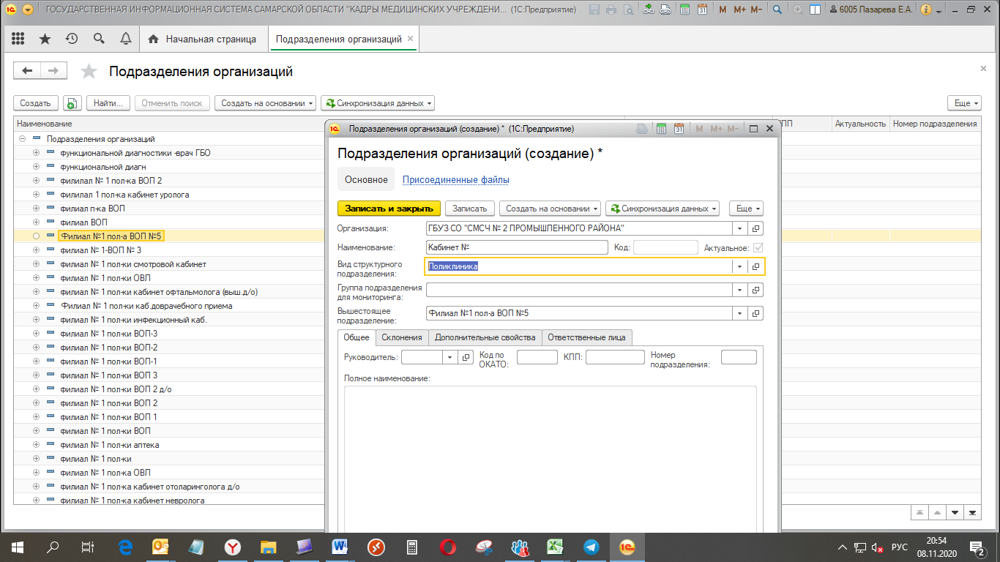 ГОСУДАРСТВЕННАЯ ИНФОРМАЦИОННАЯ СИСТЕМА САМАРСКОЙ ОБЛАСТИ "КАДРЫ МЕДИЦИНСКИХ УЧРЕЖДЕНИ... (1С:Предприятие)
M M+ M- 6005 Лазарева Е.А.
Начальная страница
Подразделения организаций
Подразделения организаций
Создать Найти... Отменить поиск Создать на основании Синхронизация данных Еще
Наименование
ПП Актуальность Номер подразделения
Подразделения организаций
функциональной диагностики -врач ГБО
функциональной диагн
филилал № 1 пол-ка ВОП 2
филилал 1 пол-ка кабинет уролога
филиал п-ка ВОП
филиал ВОП
Филиал №1 пол-а ВОП №5
филиал № 1-ВОП № 3
филиал № 1 пол-ки смотровой кабинет
филиал № 1 пол-ки ОВЛ
филиал № 1 пол-ки кабинет офтальмолога (выш.д/о)
Филиал № 1 пол-ки каб.доврачебного приема
филиал № 1 пол-ки инфекционный каб.
филиал № 1 пол-ки ВОП-3
филиал № 1 пол-ки ВОП-2
филиал № 1 пол-ки ВОП-1
филиал № 1 пол-ки ВОП 3
филиал № 1 пол-ки ВОП 2 д/о
филиал № 1 пол-ки ВОП 2
филиал № 1 пол-ки ВОП 1
филиал № 1 пол-ки ВОП
филиал № 1 пол-ки аптека
филиал № 1 пол-ки
филиал № 1 пол-ка ОВЛ
филиал № 1 пол-ка кабинет отоларинголога д/о
филиал № 1 пол-ка кабинет невролога
Подразделения организаций (создание) * (1С:Предприятие)
M M+ M-
Подразделения организаций (создание) *
Основное Присоединенные файлы
Записать и закрыть Записать Создать на основании Синхронизация данных Еще
Организация: ГБУЗ СО "СМСЧ № 2 ПРОМЫШЛЕННОГО РАЙОНА"
Наименование: Кабинет № Код: Актуальное:
Вид структурного
подразделения: Поликлиника
Группа подразделения
для мониторинга:
Вышестоящее
подразделение: Филиал №1 пол-а ВОП №5
Общее Склонения Дополнительные свойства Ответственные лица
Руководитель: Код по
ОКАТО: КПП: Номер
подразделения:
Полное наименование:
РУС
20:54
08.11.2020
2